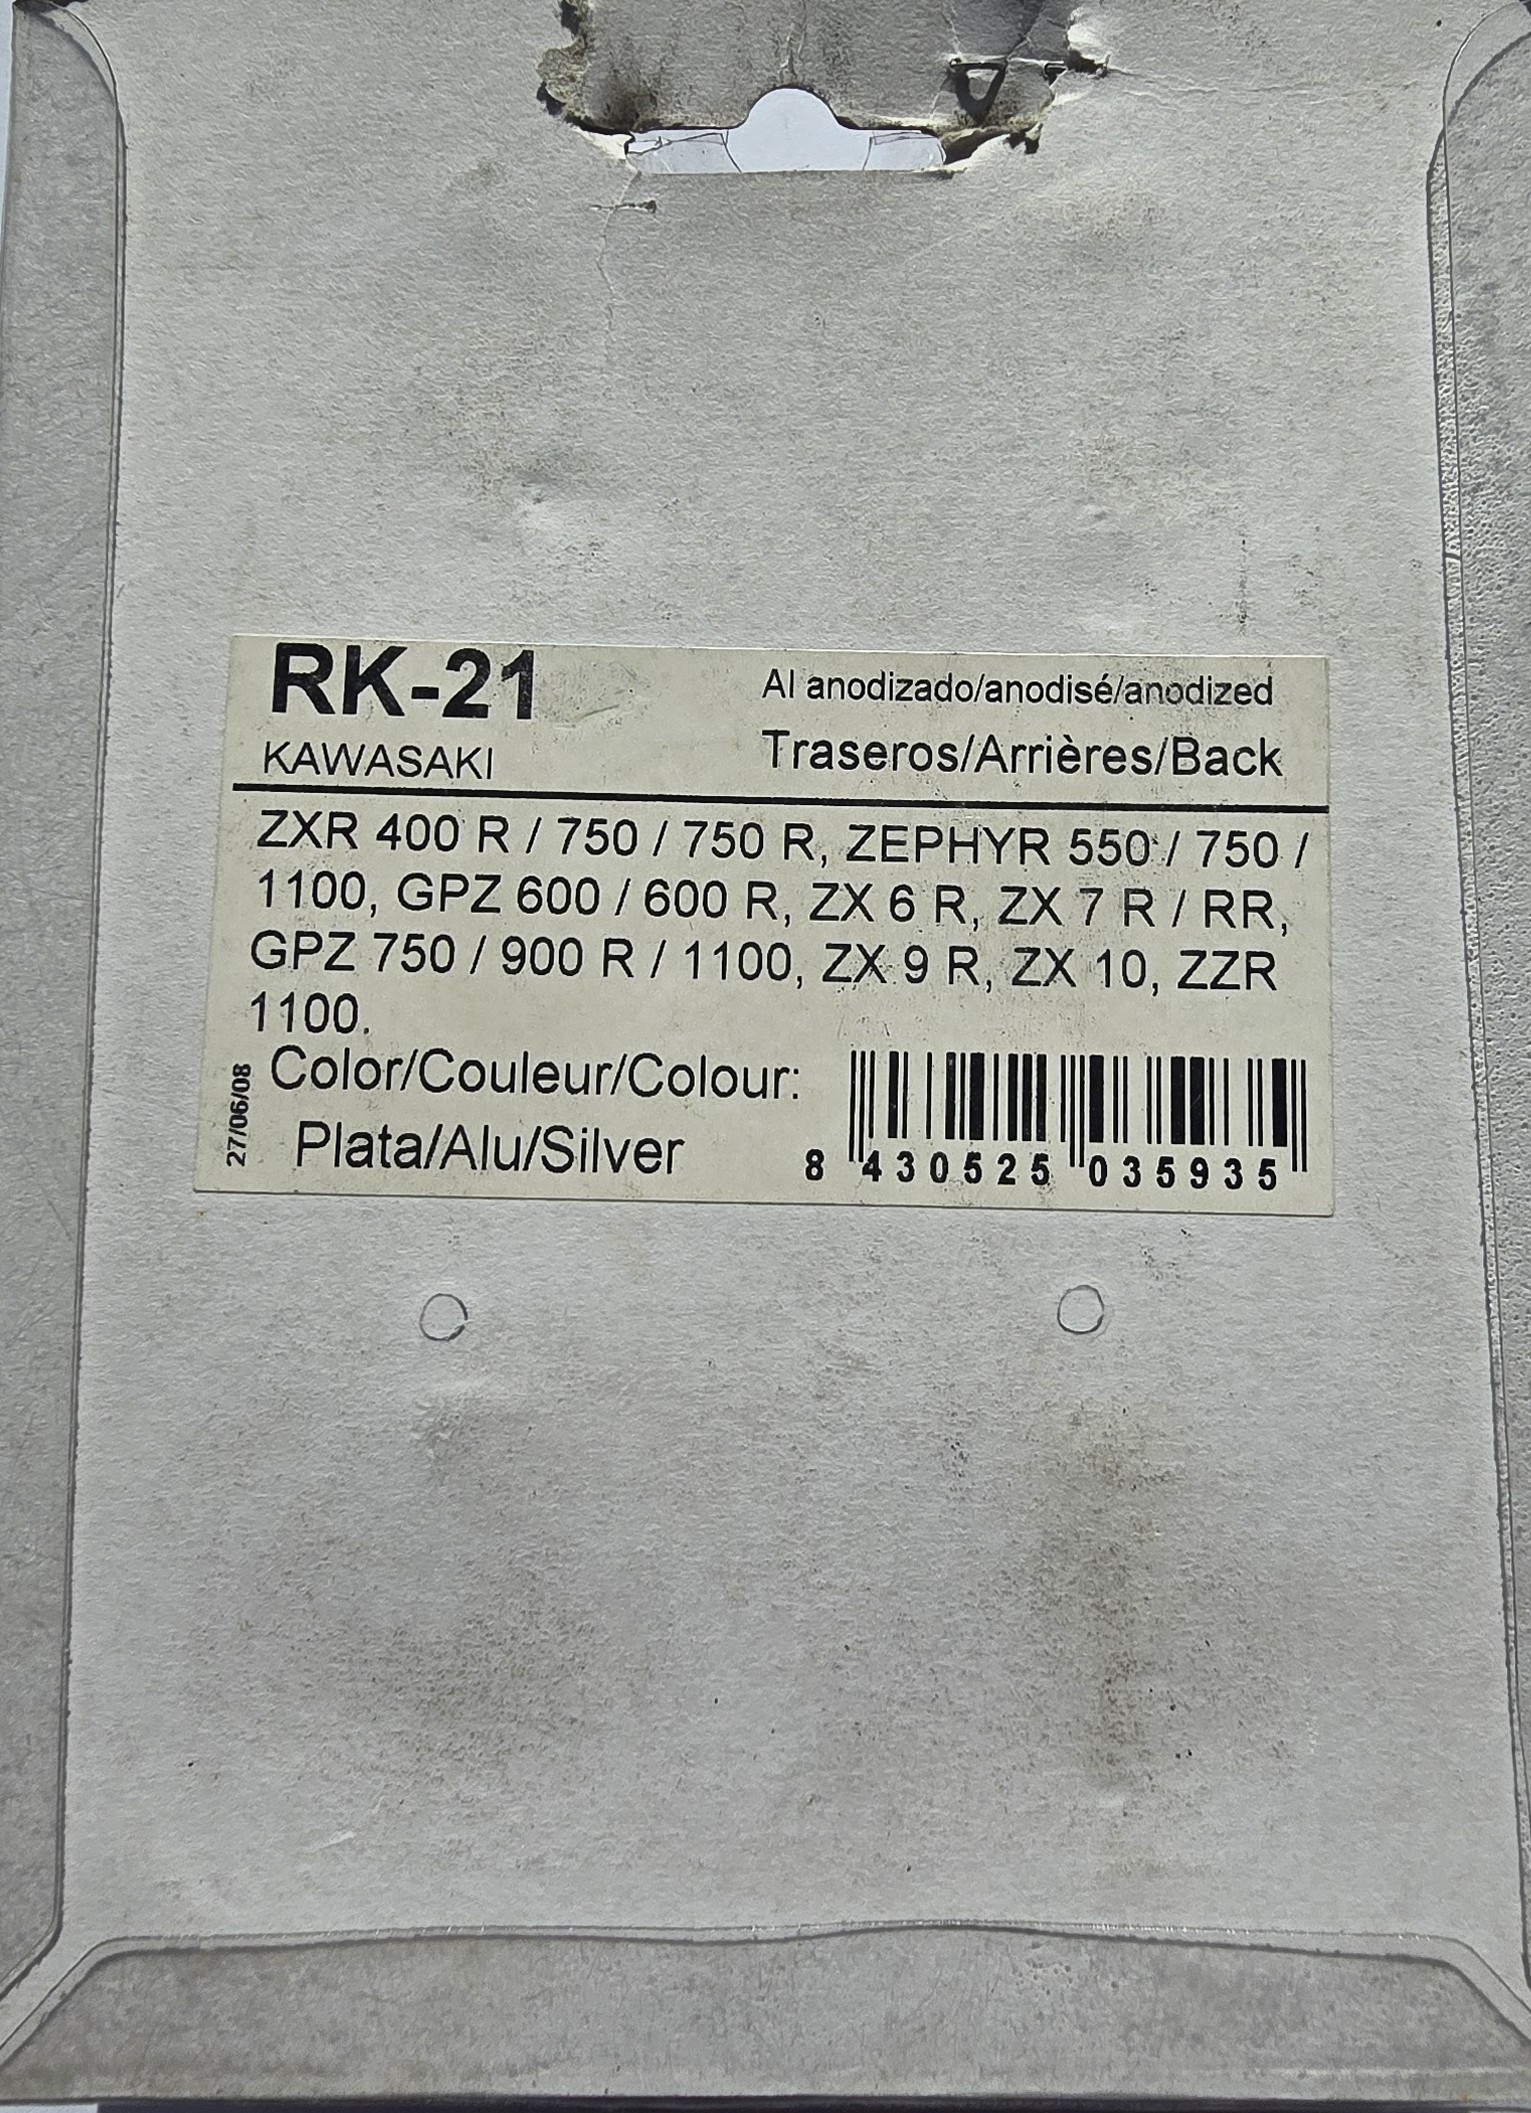 RK-21
Al anodizado/anodisé/anodized
KAWASAKI
Traseros/Arrières/Back
ZXR 400 R / 750 / 750 R, ZEPHYR 550 / 750 /
1100, GPZ 600 / 600 R, ZX 6 R, ZX 7 R / RR,
GPZ 750 / 900 R / 1100, ZX 9 R, ZX 10, ZZR
1100.
Color/Couleur/Colour:
Plata/Alu/Silver
27/06/08
8 430525 035935